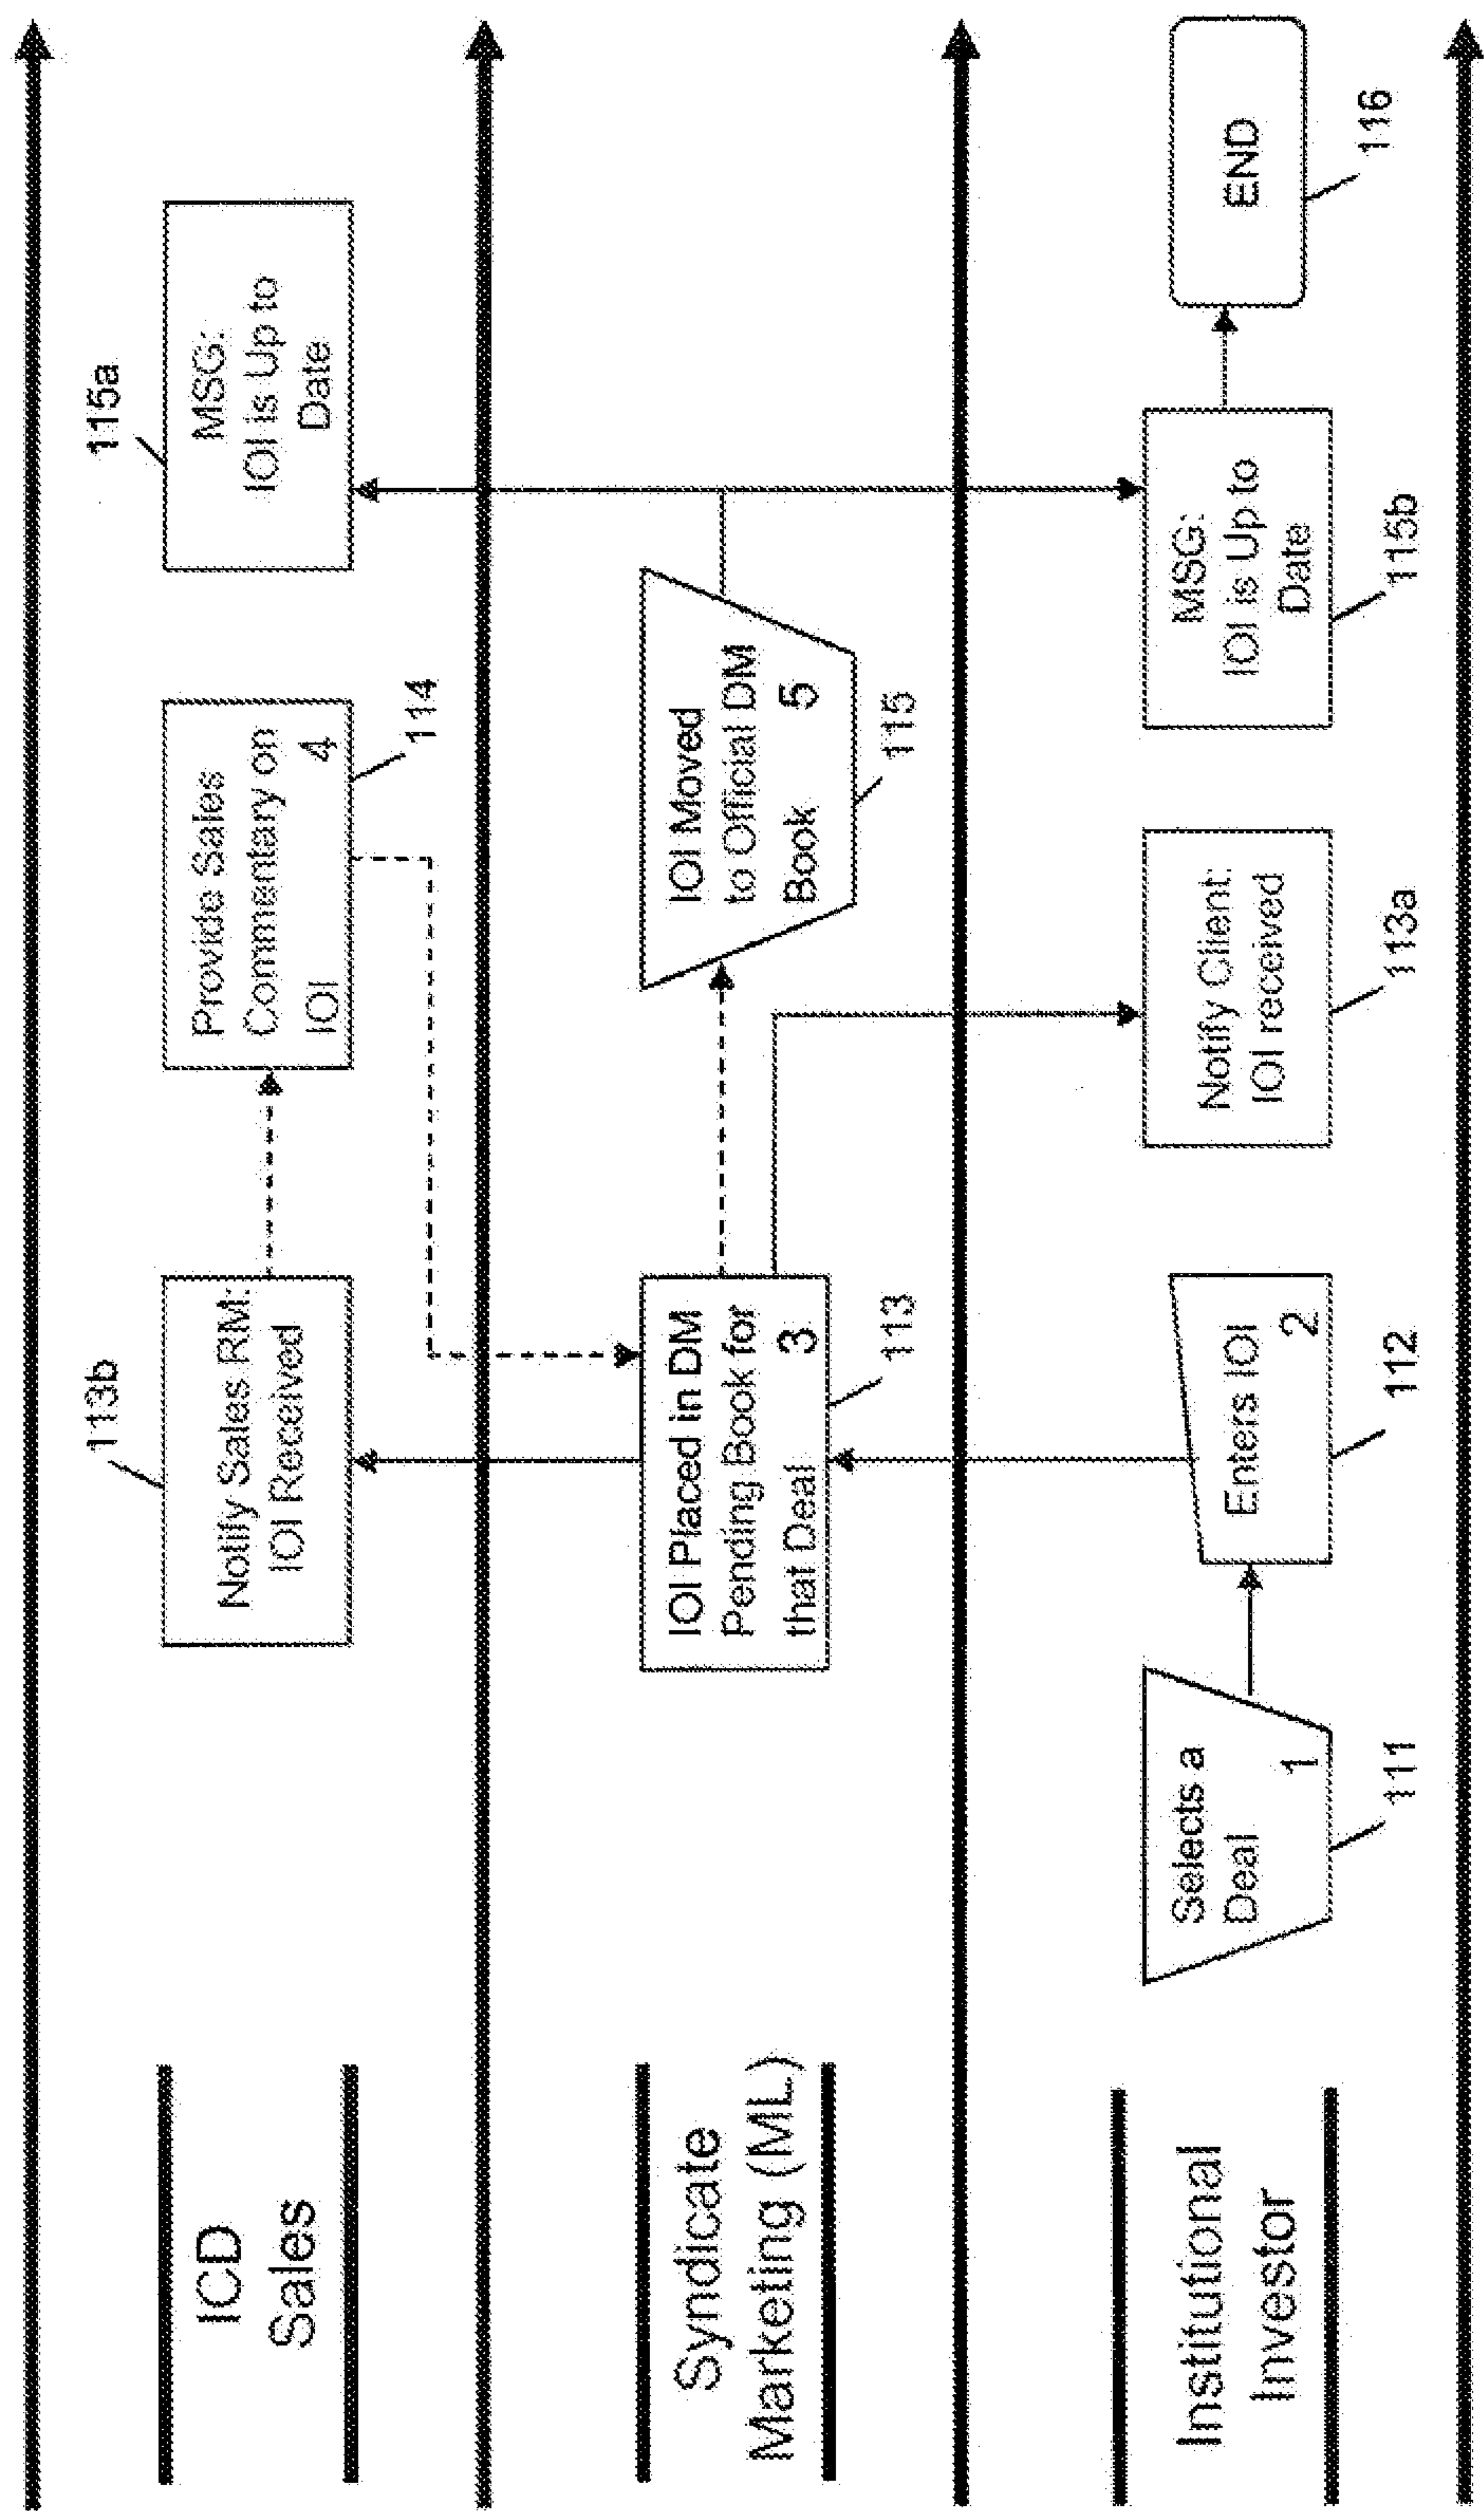 ICD
Sales
113b
Notify Sales RM:
IOI Received
Provide Sales
Commentary on
IOI 4
114
115a
MSG:
IOI is Up to
Date
Syndicate
Marketing (ML)
IOI Placed in DM
Pending Book for
that Deal 3
113
IOI Moved
to Official DM
Book 5
115
Institutional
Investor
Selects a
Deal 1
111
Enters IOI
2
112
Notify Client:
IOI received
113a
MSG:
IOI is Up to
Date
115b
END
116